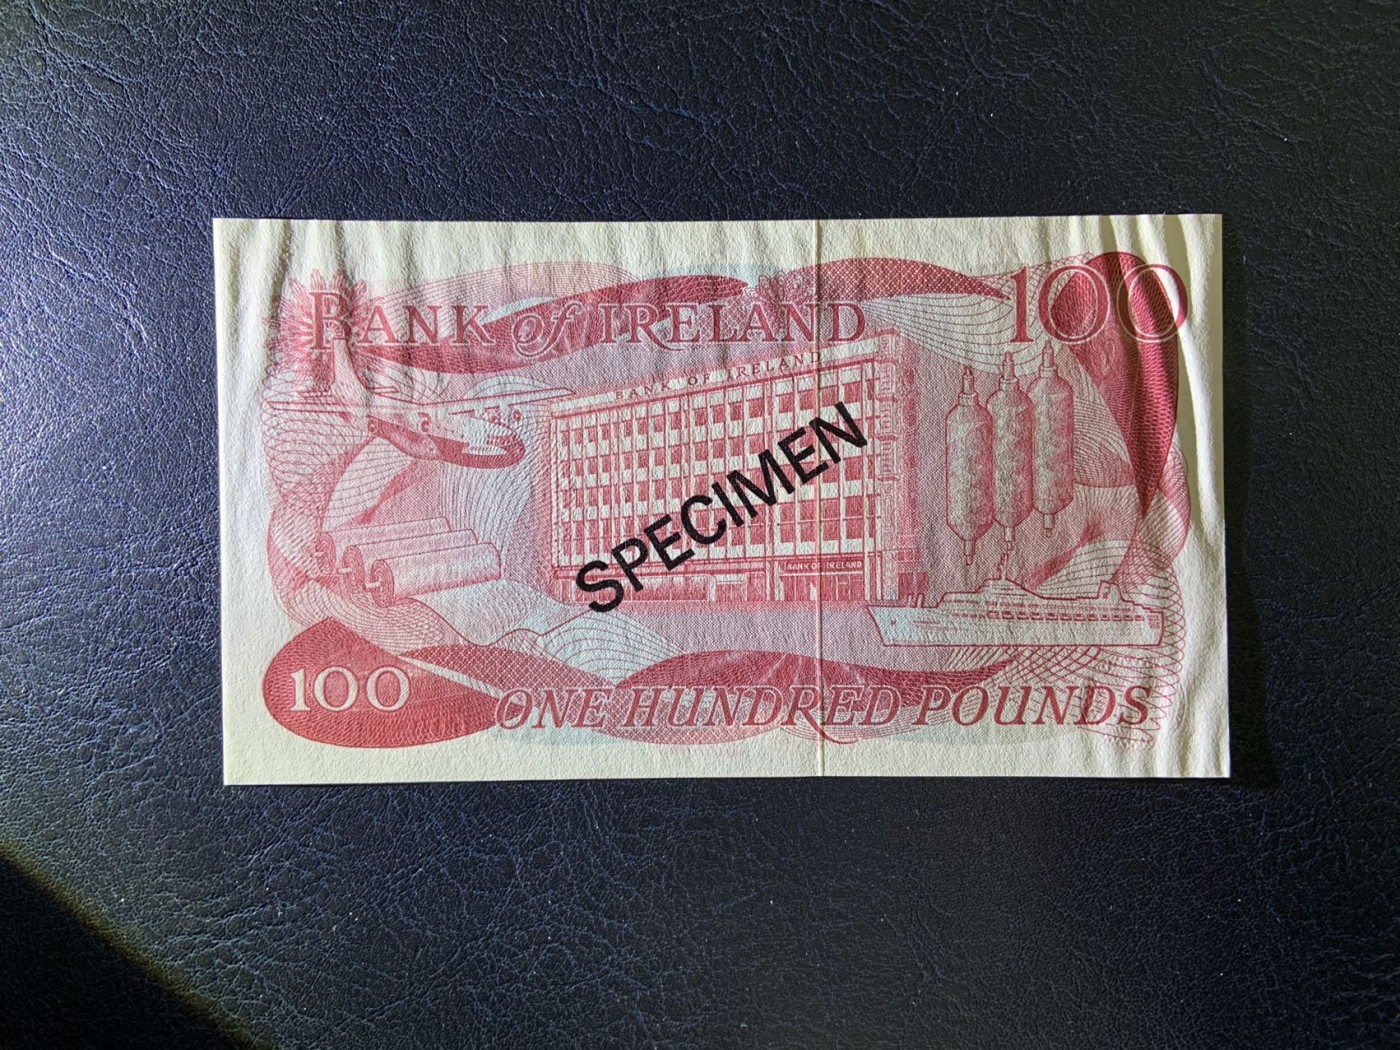 BANK of IRELAND 100
BANK OF IRELAND
SPECIMEN
BANK OF IRELAND
100 ONE HUNDRED POUNDS